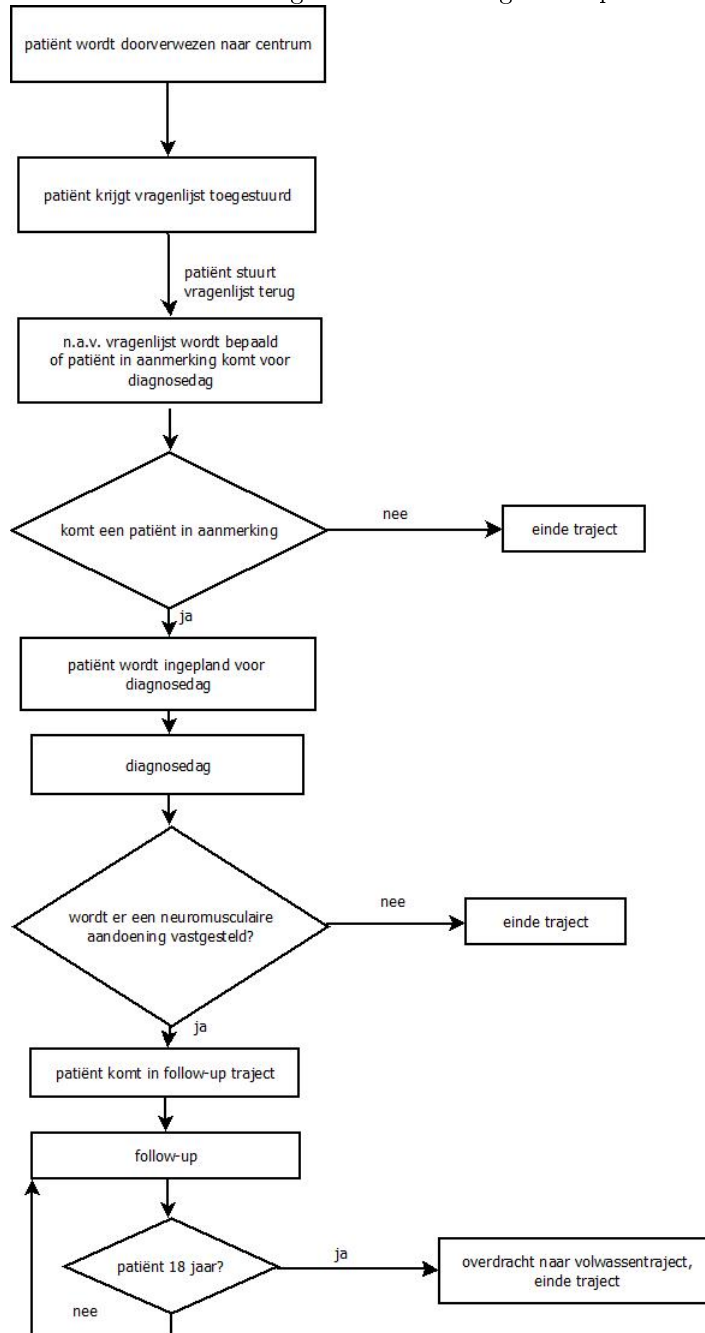 patiënt wordt doorverwezen naar centrum
patiënt krijgt vragenlijst toegestuurd
patiënt stuurt
vragenlijst terug
n.a.v. vragenlijst wordt bepaald
of patiënt in aanmerking komt voor
diagnosedag
komt een patiënt in aanmerking
nee
einde traject
ja
patiënt wordt ingepland voor
diagnosedag
diagnosedag
wordt er een neuromusculaire
aandoening vastgesteld?
nee
einde traject
ja
patiënt komt in follow-up traject
follow-up
patiënt 18 jaar?
ja
overdracht naar volwassentraject,
einde traject
nee